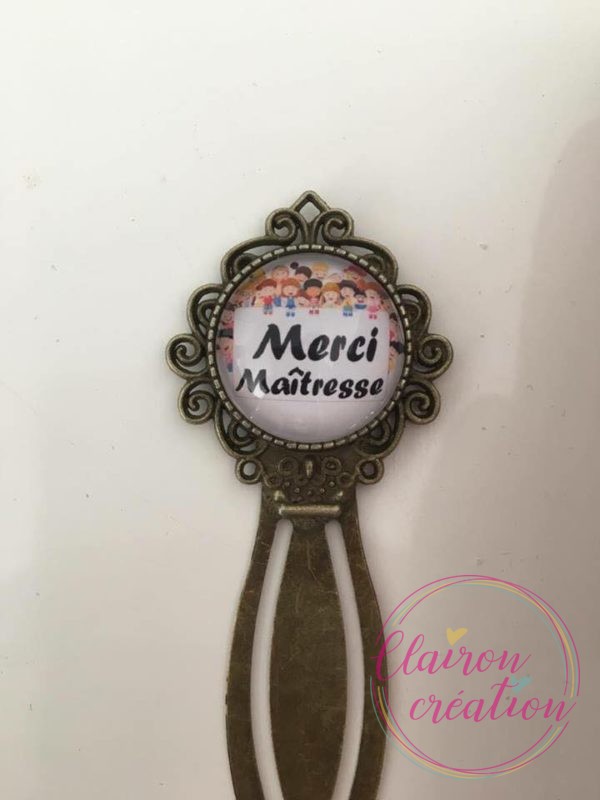 Merci
Maîtresse
Clairon
création